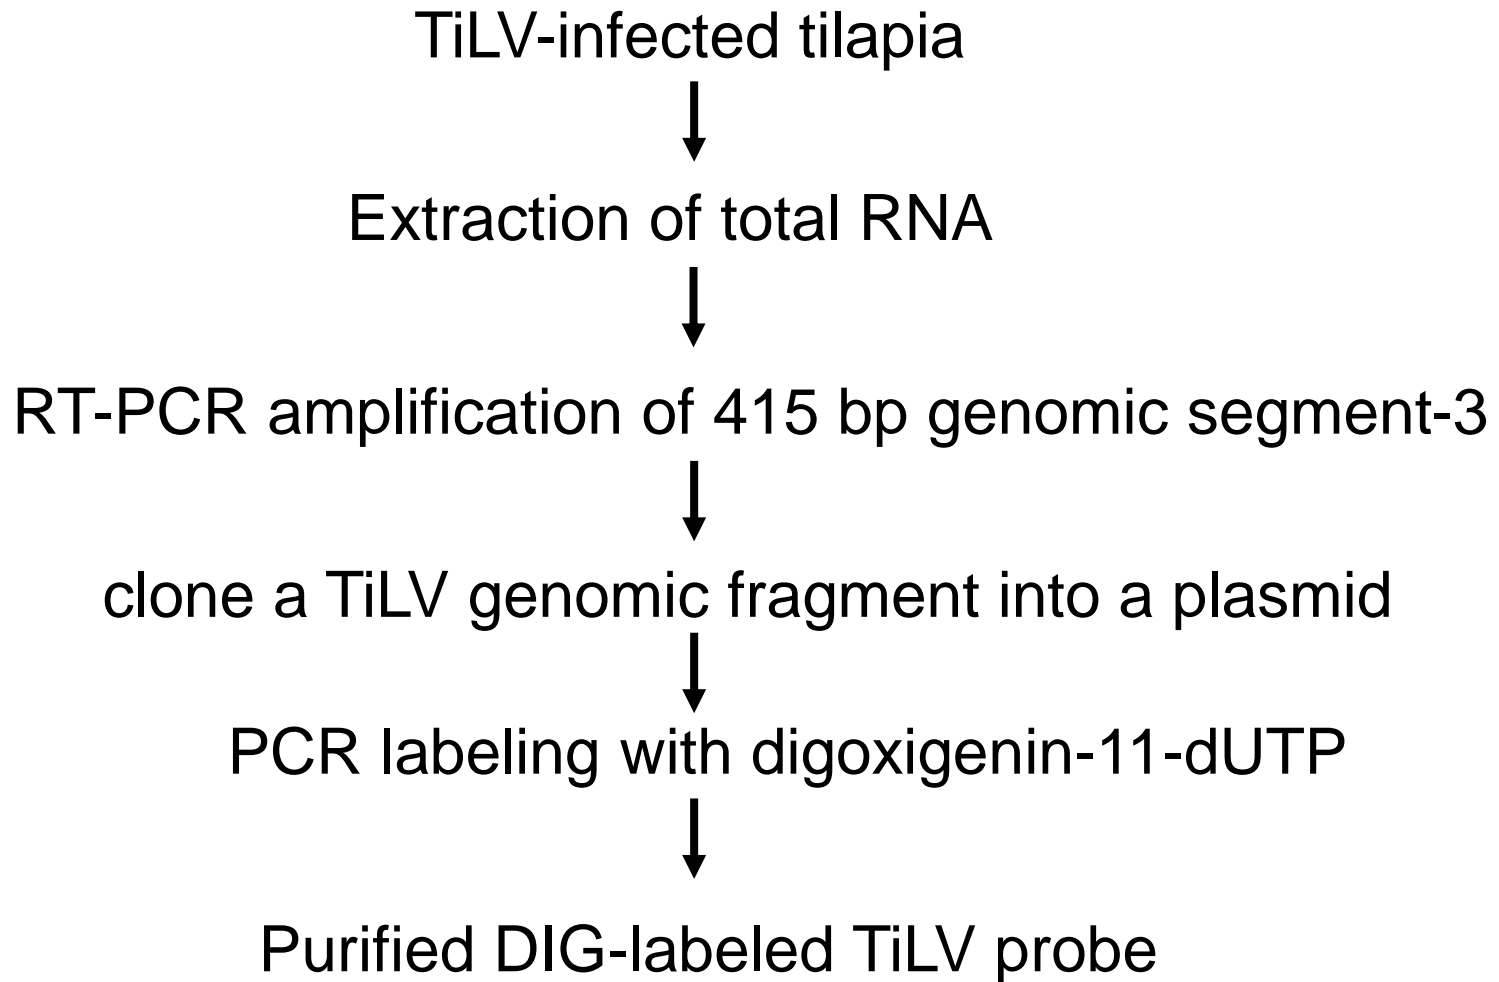 TiLV-infected tilapia
Extraction of total RNA
RT-PCR amplification of 415 bp genomic segment-3
clone a TiLV genomic fragment into a plasmid
PCR labeling with digoxigenin-11-dUTP
Purified DIG-labeled TiLV probe